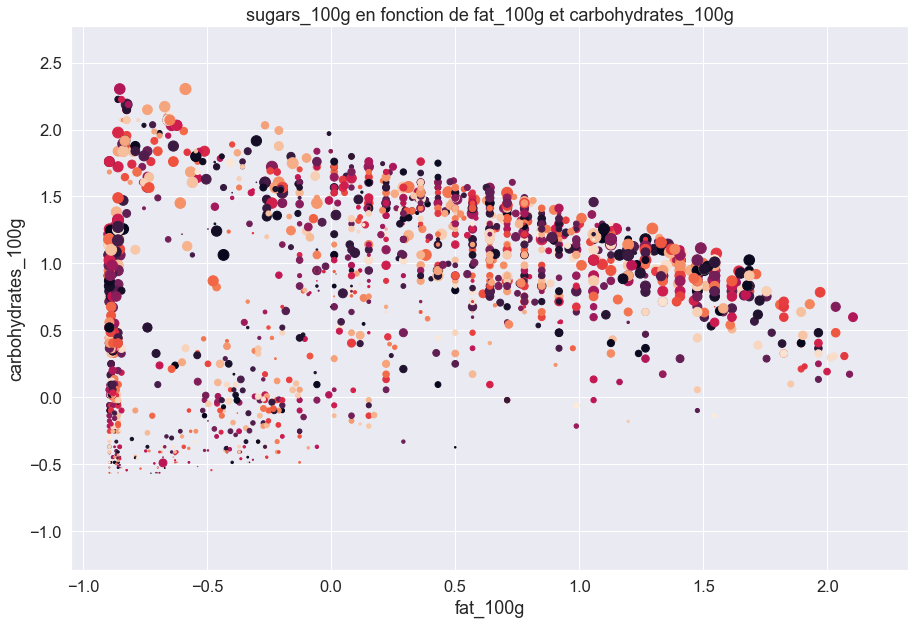 sugars_100g en fonction de fat_100g et carbohydrates_100g
2.5
2.0
1.5
1.0
0.5
0.0
−0.5
−1.0
carbohydrates_100g
−1.0 −0.5 0.0 0.5 1.0 1.5 2.0
fat_100g